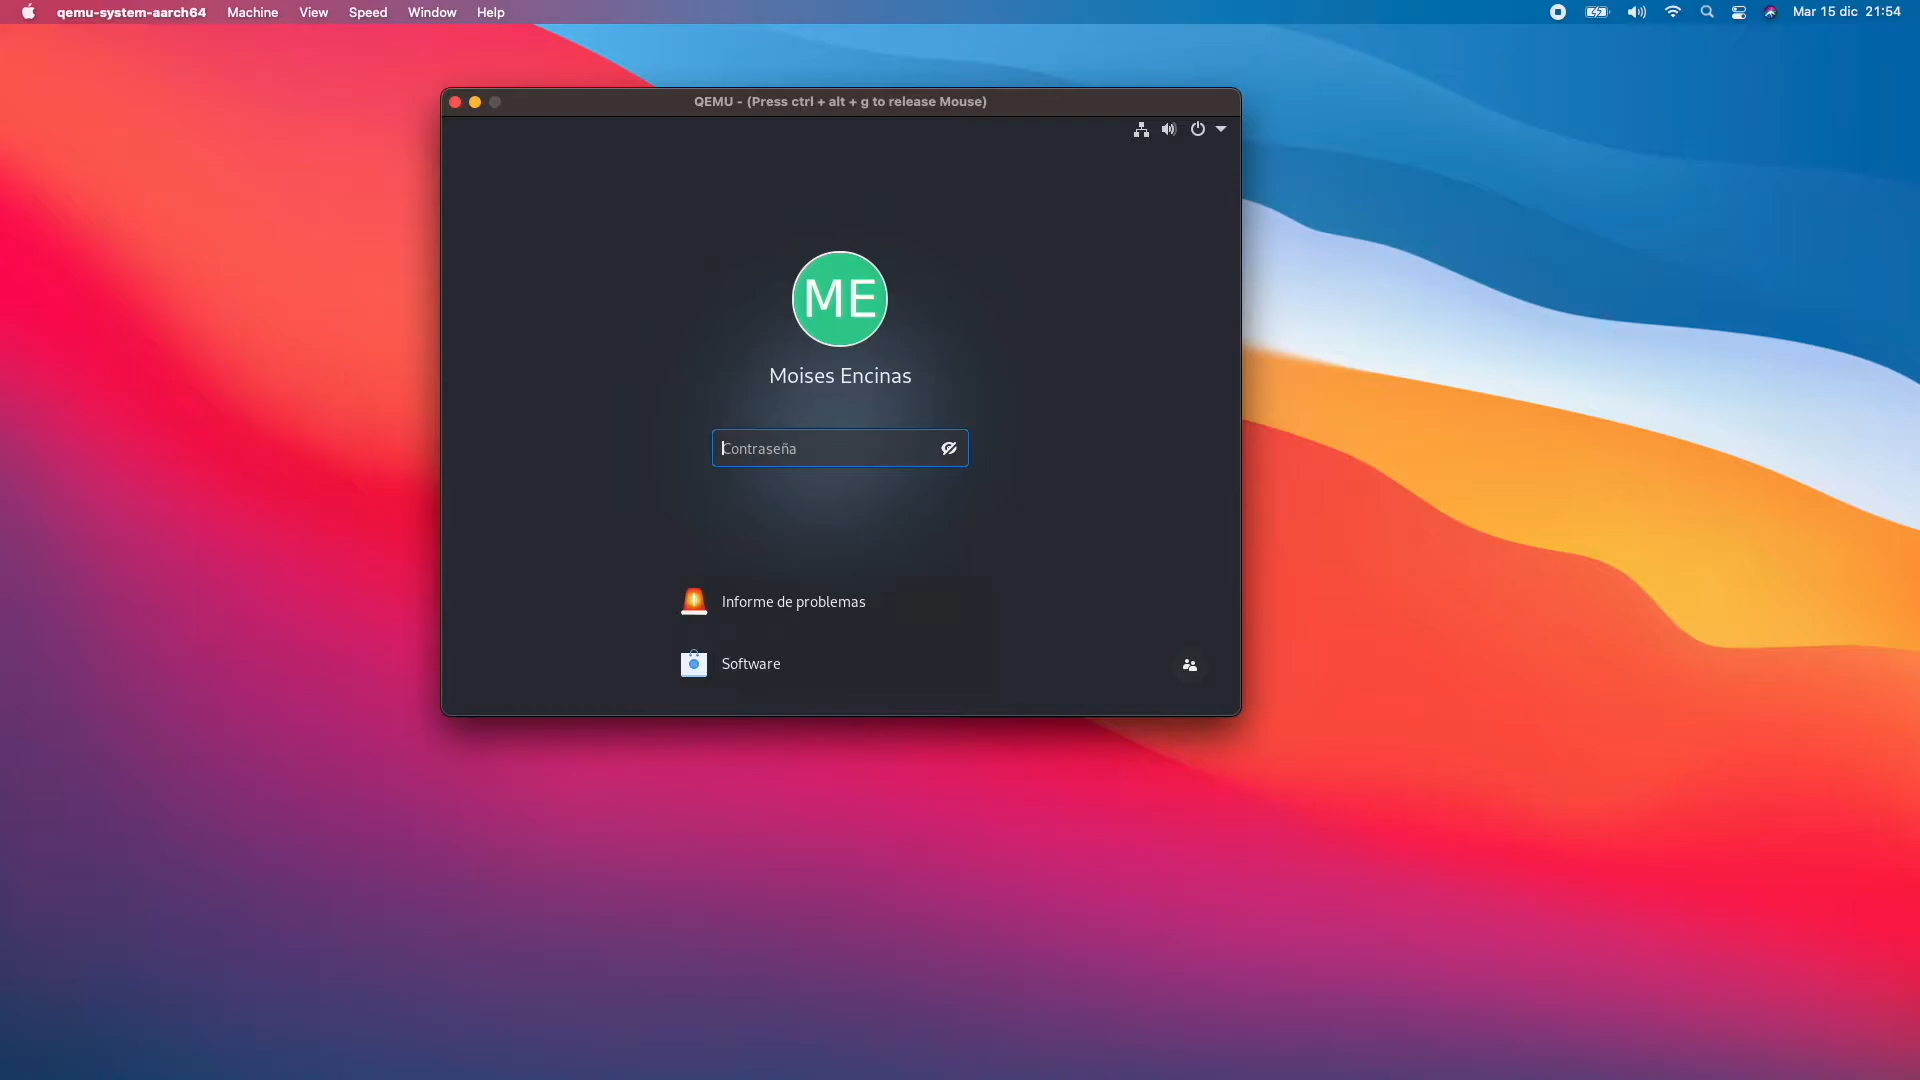 qemu-system-aarch64 Machine View Speed Window Help Mar 15 dic 21:54
QEMU - (Press ctrl + alt + g to release Mouse)
ME
Moises Encinas
Contraseña
Informe de problemas
Software